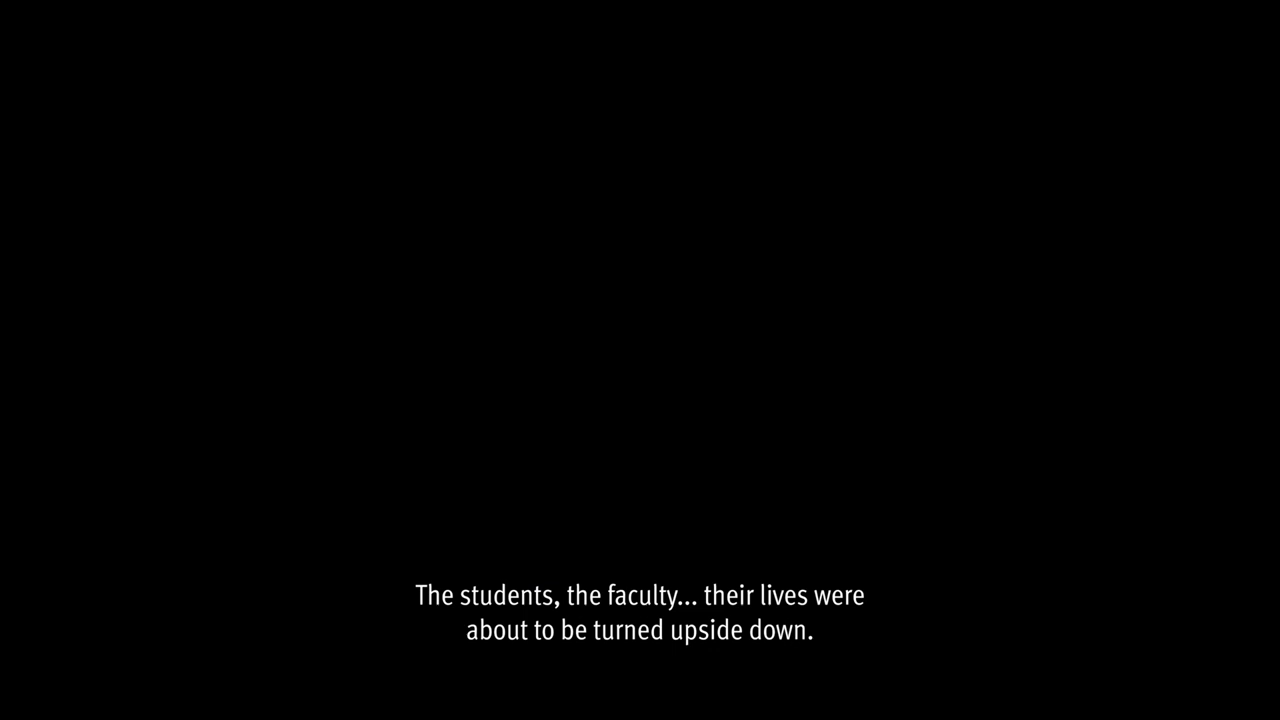 The students, the faculty... their lives were
about to be turned upside down.